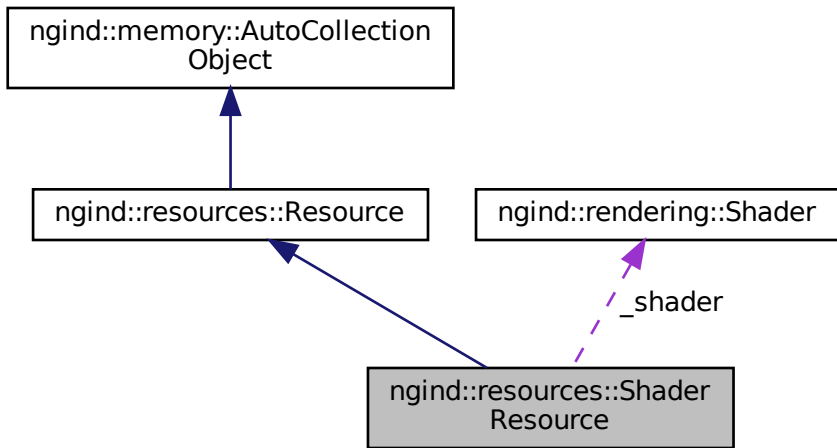 ngind::memory::AutoCollection
Object
ngind::resources::Resource
ngind::rendering::Shader
_shader
ngind::resources::Shader
Resource